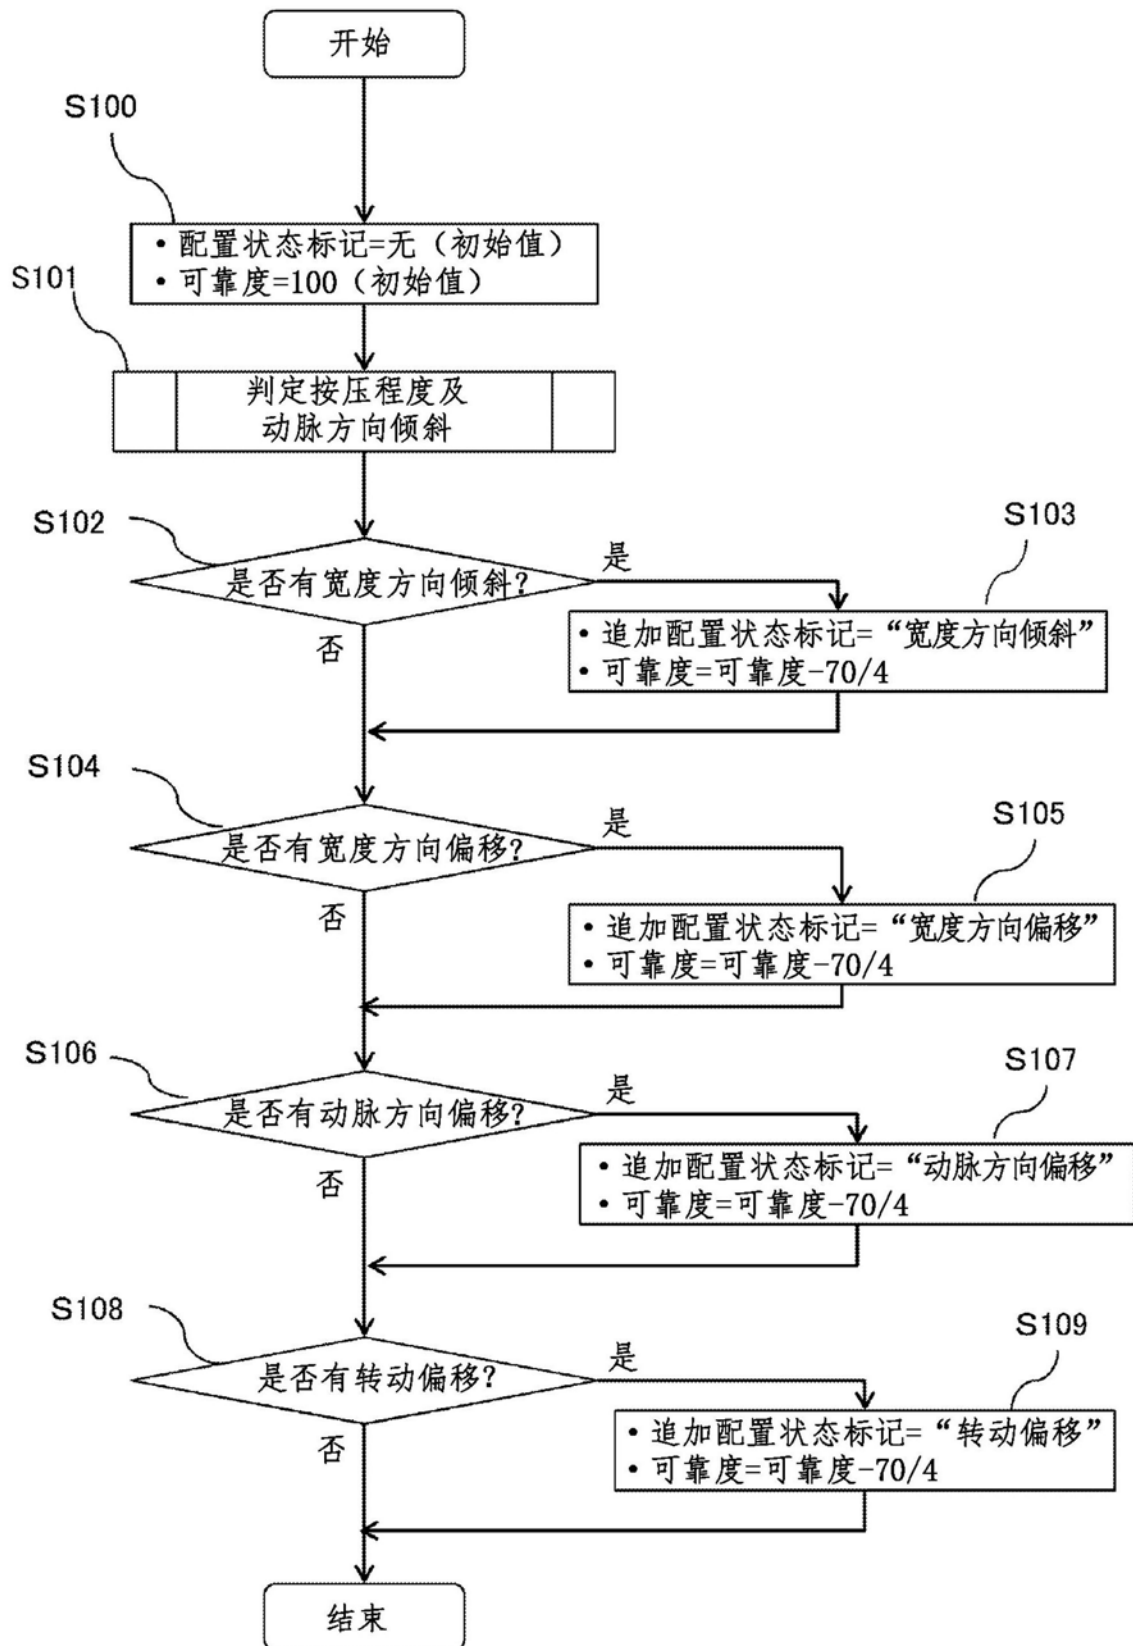 开始
S100
• 配置状态标记=无（初始值）
• 可靠度=100（初始值）
S101
判定按压程度及
动脉方向倾斜
S102
是否有宽度方向倾斜？
是
否
S103
• 追加配置状态标记=“宽度方向倾斜”
• 可靠度=可靠度-70/4
S104
是否有宽度方向偏移？
是
否
S105
• 追加配置状态标记=“宽度方向偏移”
• 可靠度=可靠度-70/4
S106
是否有动脉方向偏移？
是
否
S107
• 追加配置状态标记=“动脉方向偏移”
• 可靠度=可靠度-70/4
S108
是否有转动偏移？
是
否
S109
• 追加配置状态标记=“转动偏移”
• 可靠度=可靠度-70/4
结束